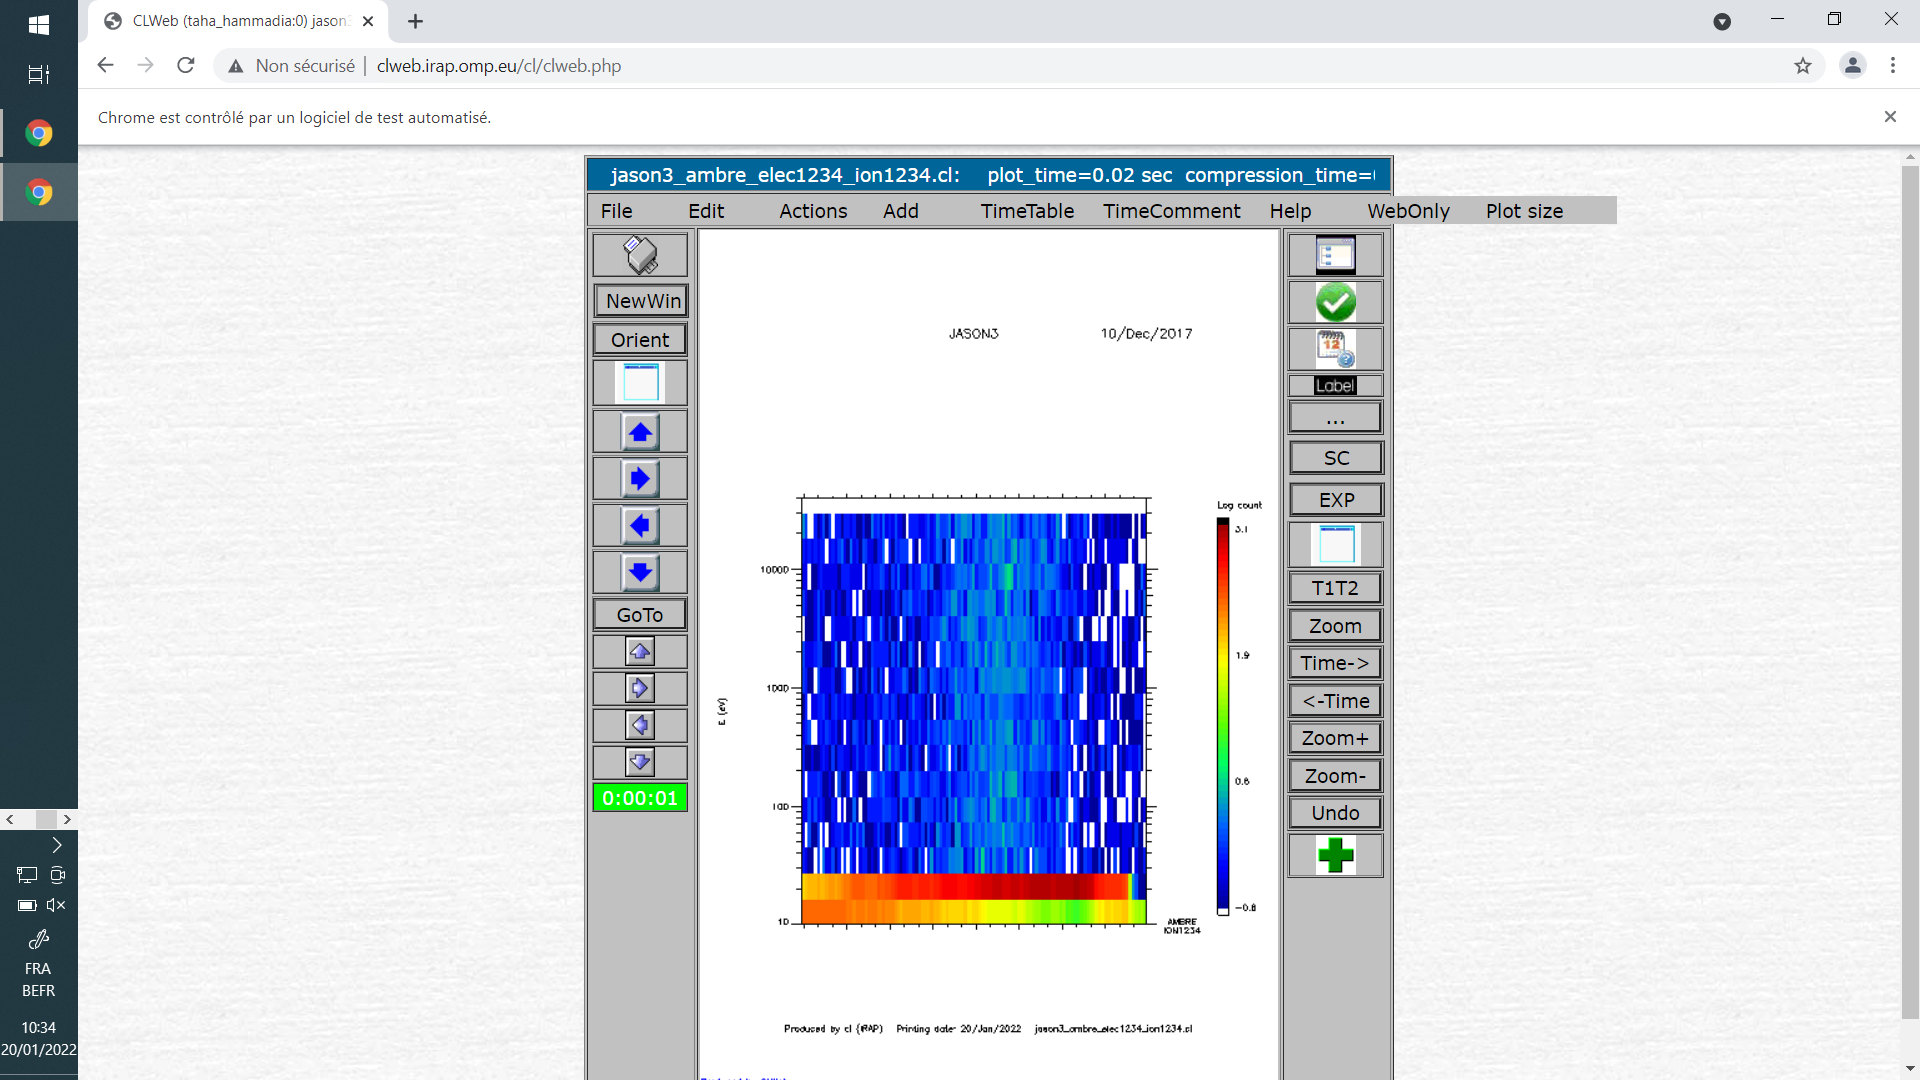 CLWeb (taha_hammadia:0) jason3
Non sécurisé | clweb.irap.omp.eu/cl/clweb.php
Chrome est contrôlé par un logiciel de test automatisé.
jason3_ambre_elec1234_ion1234.cl: plot_time=0.02 sec compression_time=
File Edit Actions Add TimeTable TimeComment Help WebOnly Plot size
NewWin
Orient
GoTo
0:00:01
JASON3 10/Dec/2017
Log count
3.1
1.9
0.6
-0.8
10000
1000
100
10
E (eV)
AMBRE
ION1234
Produced by cl (IRAP) Printing date 20/Jan/2022 jason3_ambre_elec1234_ion1234.cl
12
Label
...
SC
EXP
T1T2
Zoom
Time->
<-Time
Zoom+
Zoom-
Undo
FRA
BEFR
10:34
20/01/2022